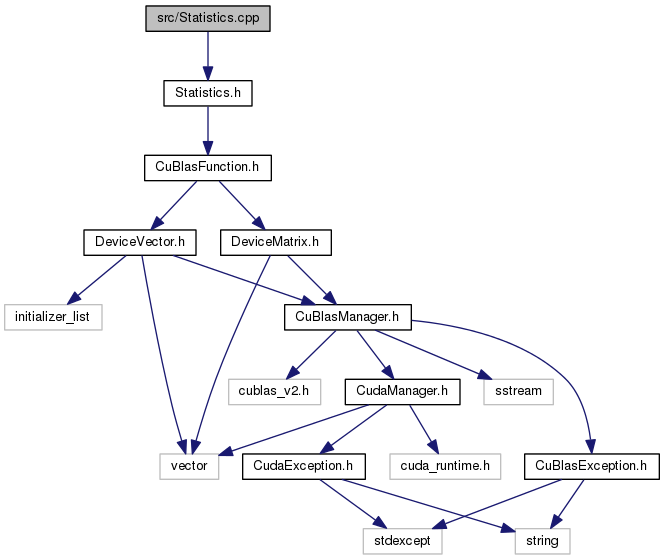 src/Statistics.cpp
Statistics.h
CuBlasFunction.h
DeviceVector.h
DeviceMatrix.h
initializer_list
CuBlasManager.h
cublas_v2.h
CudaManager.h
sstream
vector
CudaException.h
cuda_runtime.h
CuBlasException.h
stdexcept
string